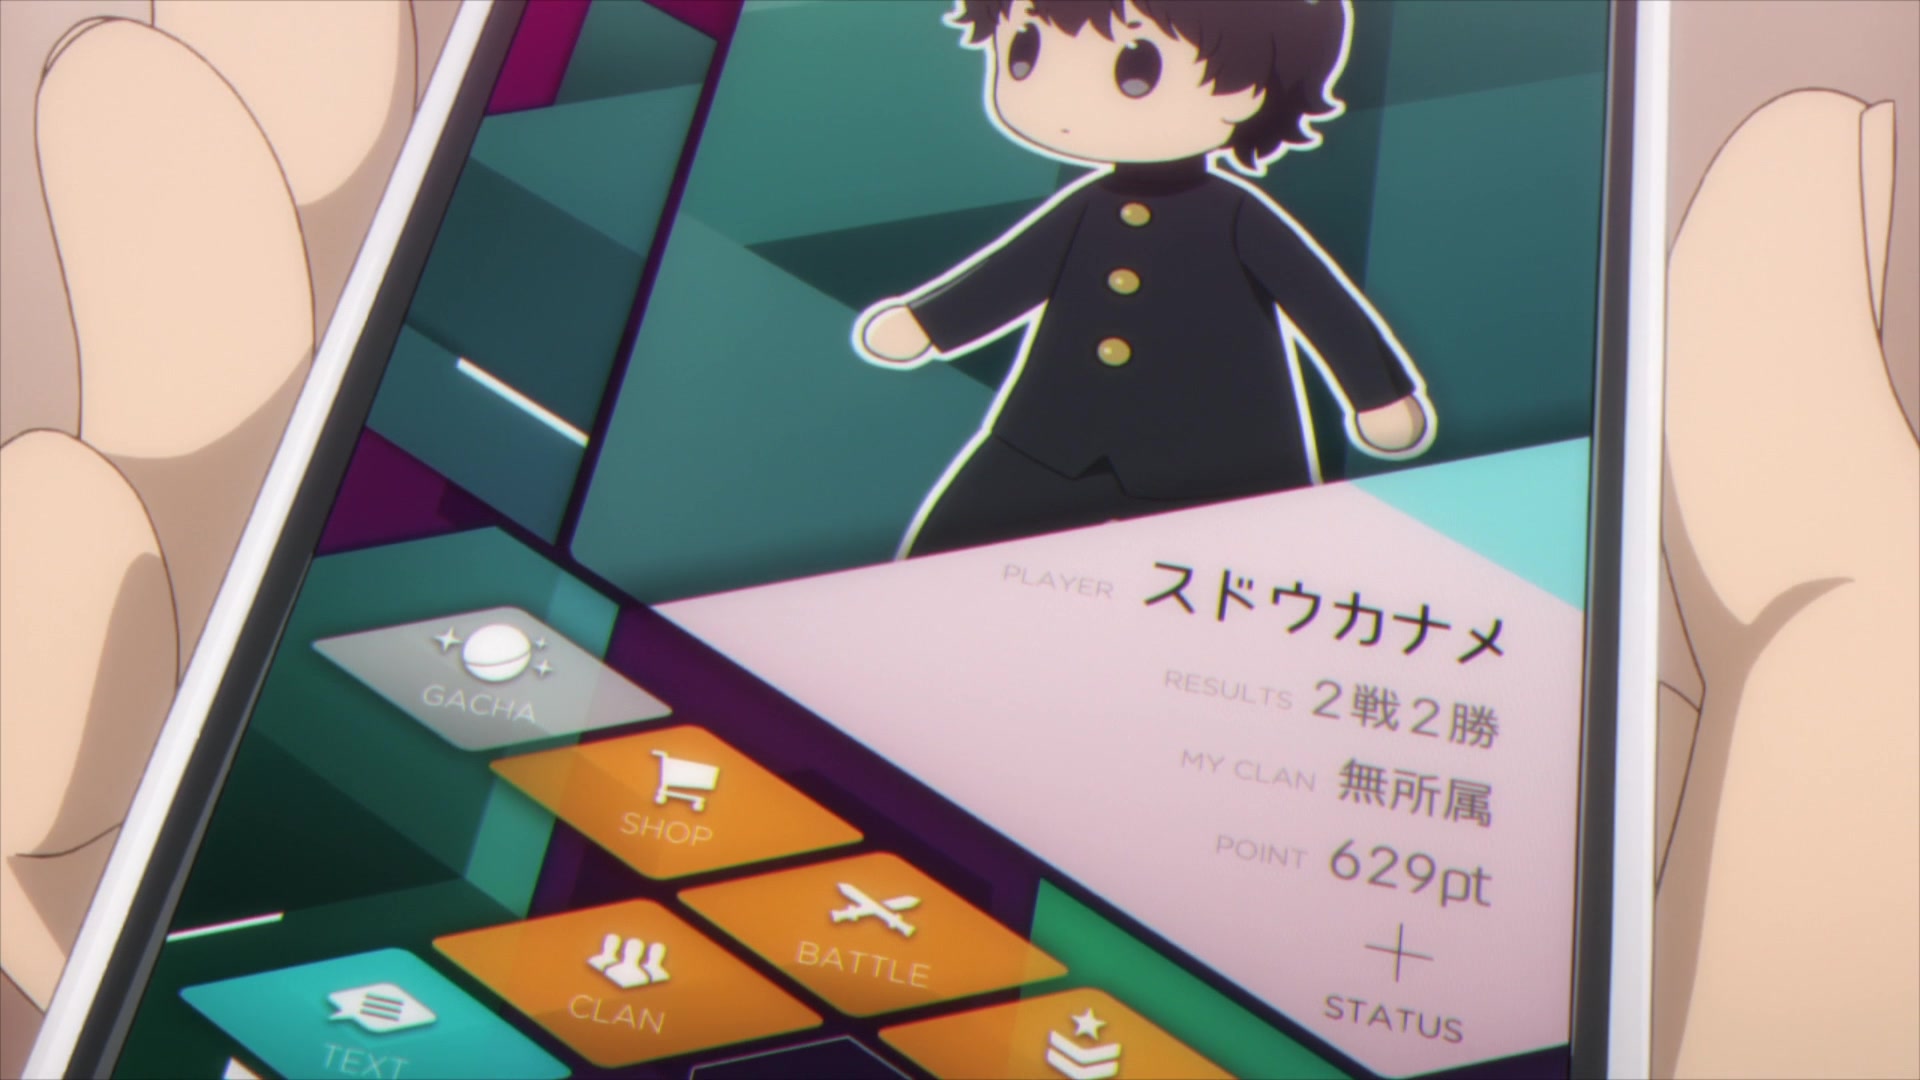 PLAYER スドウカナメ
RESULTS 2戦2勝
MY CLAN 無所属
POINT 629pt
STATUS
GACHA
SHOP
BATTLE
CLAN
TEXT